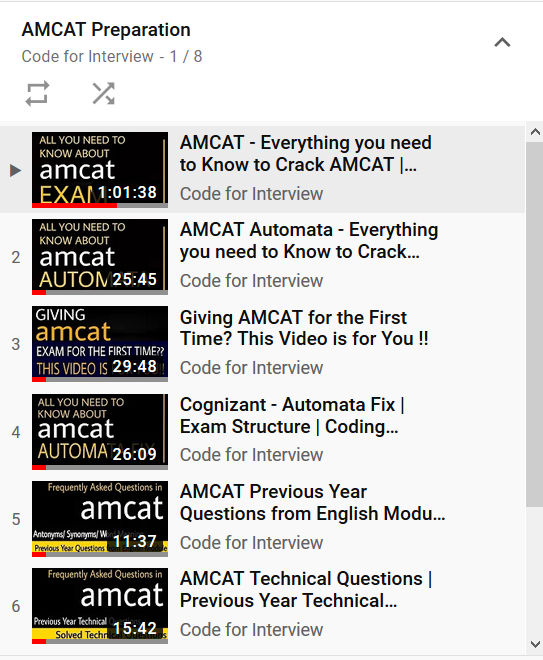 AMCAT Preparation
Code for Interview - 1 / 8
ALL YOU NEED TO
KNOW ABOUT
amcat
EXAM
1:01:38
AMCAT - Everything you need
to Know to Crack AMCAT |...
Code for Interview
2
ALL YOU NEED TO
KNOW ABOUT
amcat
AUTOM
25:45
AMCAT Automata - Everything
you need to Know to Crack...
Code for Interview
3
GIVING
amcat
EXAM FOR THE FIRST TIME??
THIS VIDEO IS
29:48
Giving AMCAT for the First
Time? This Video is for You !!
Code for Interview
4
ALL YOU NEED TO
KNOW ABOUT
amcat
AUTOMATA FIX
26:09
Cognizant - Automata Fix |
Exam Structure | Coding...
Code for Interview
5
Frequently Asked Questions in
amcat
Antonyms/ Synonyms/
Previous Year Questions
11:37
AMCAT Previous Year
Questions from English Modu...
Code for Interview
6
Frequently Asked Questions in
amcat
Previous Year Technical
Solved Questions
15:42
AMCAT Technical Questions |
Previous Year Technical...
Code for Interview